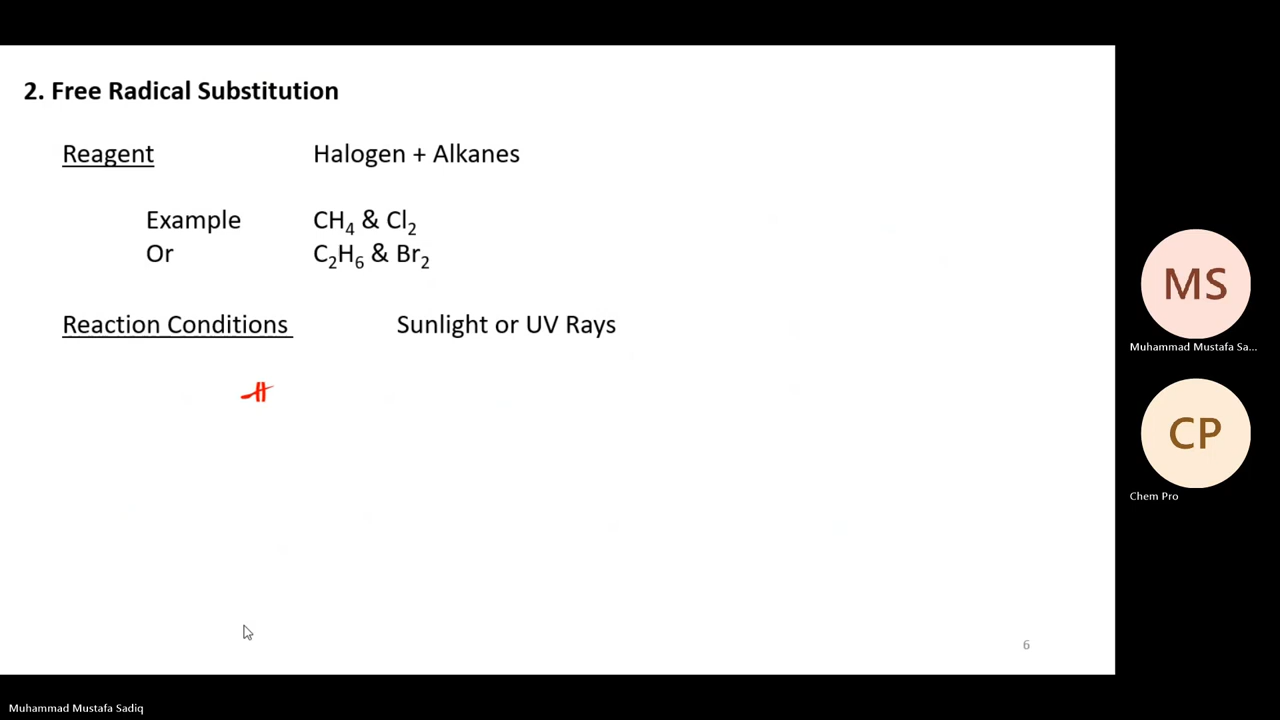 2. Free Radical Substitution
Reagent Halogen + Alkanes
Example CH₄ & Cl₂
Or C₂H₆ & Br₂
Reaction Conditions Sunlight or UV Rays
6
MS
Muhammad Mustafa Sa...
CP
Chem Pro
Muhammad Mustafa Sadiq